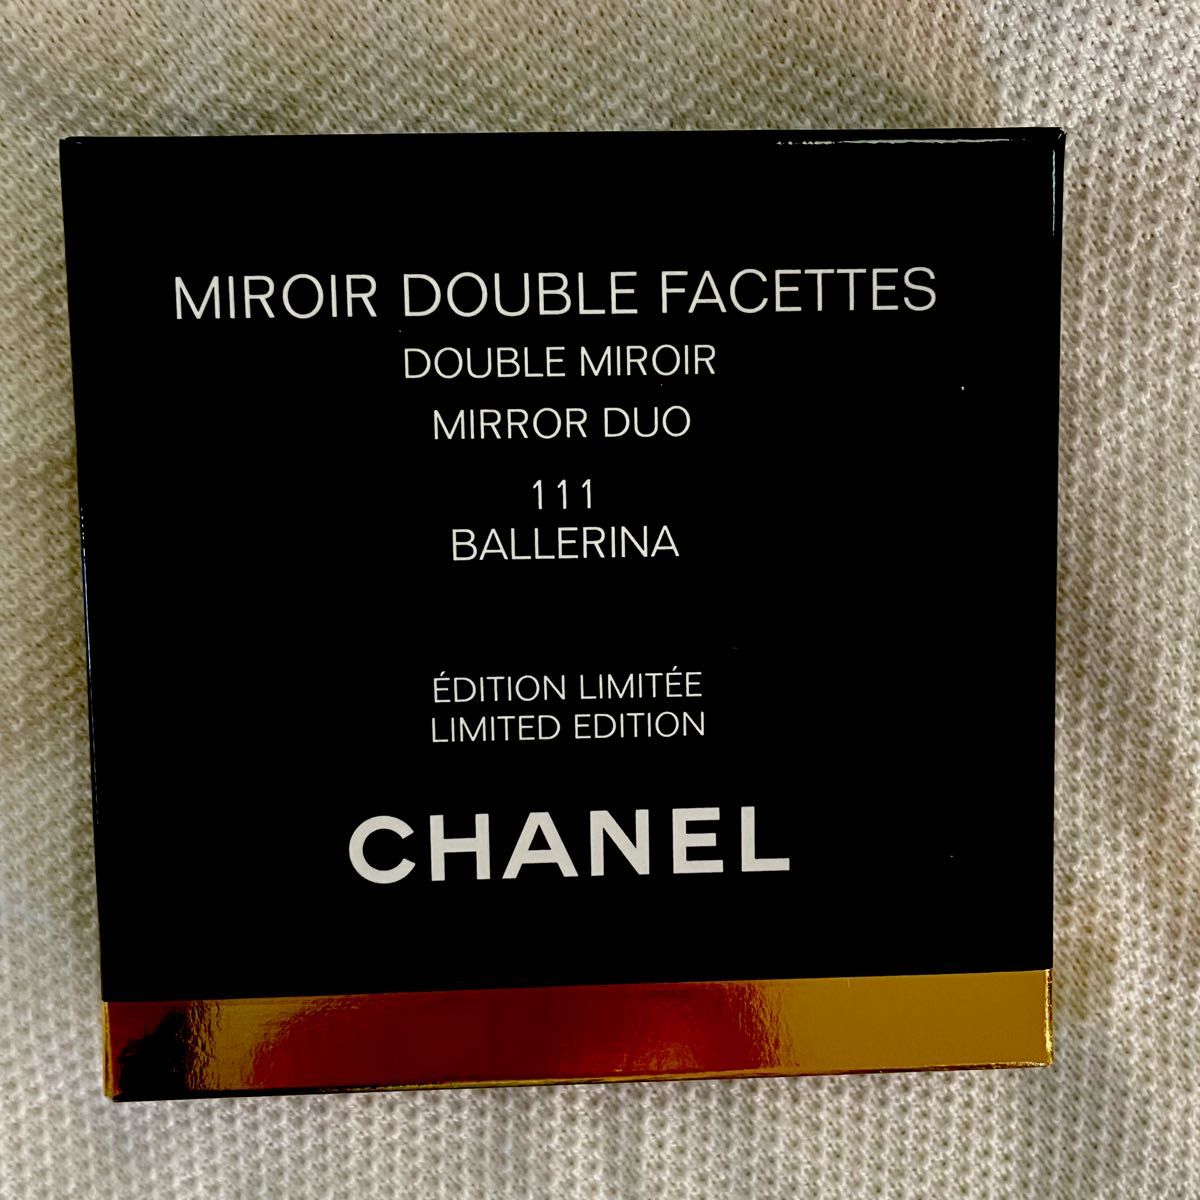 MIROIR DOUBLE FACETTES
DOUBLE MIROIR
MIRROR DUO
111
BALLERINA
ÉDITION LIMITÉE
LIMITED EDITION
CHANEL